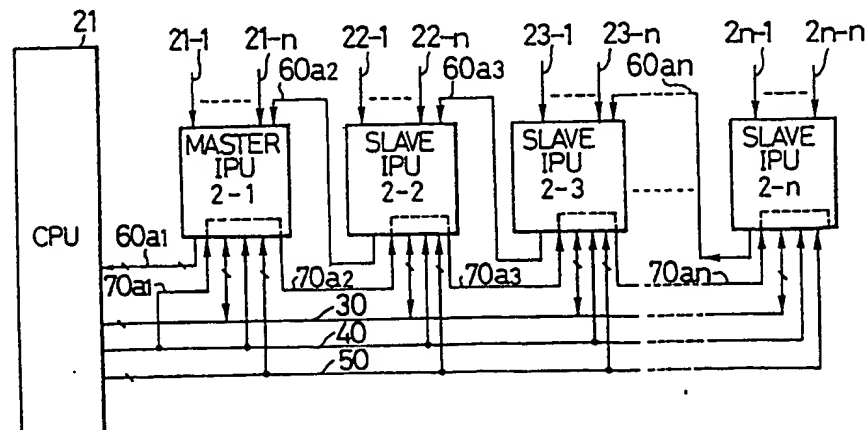 21
21-1 21-n 22-1 22-n 23-1 23-n 2n-1 2n-n
60a2 60a3 60an
MASTER
IPU
2-1
SLAVE
IPU
2-2
SLAVE
IPU
2-3
SLAVE
IPU
2-n
CPU
60a1
70a1 70a2 70a3 70an
30
40
50